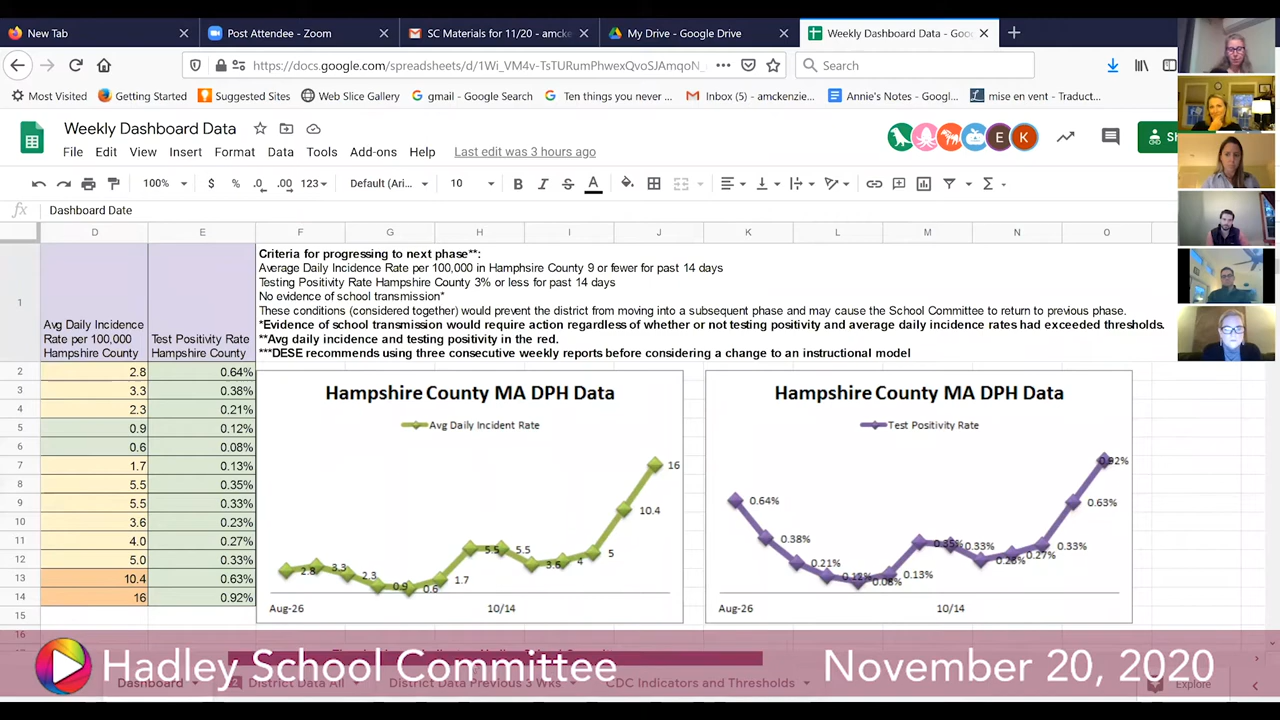 New Tab
Post Attendee - Zoom
SC Materials for 11/20 - amcke
My Drive - Google Drive
Weekly Dashboard Data - Goog
https://docs.google.com/spreadsheets/d/
Search
Most Visited
Getting Started
Suggested Sites
Web Slice Gallery
gmail - Google Sear
Ten things you never ...
Inbox (5) - amckenzie...
Annie's Notes - Googl...
mise en vent - Traduct...
Weekly Dashboard Data
File Edit View Insert Format Data Tools Add-ons Help Last edit was 3 hours ago
E K
Sh
100% $ % .0 .00 123 Default (Ari... 10 B I S A
fx Dashboard Date
D E F G H I J K L M N O
1
Avg Daily Incidence
Rate per 100,000
Hampshire County
Test Positivity Rate
Hampshire County
Criteria for progressing to next phase**:
Average Daily Incidence Rate per 100,000 in Hamphsire County 9 or fewer for past 14 days
Testing Positivity Rate Hampshire County 3% or less for past 14 days
No evidence of school transmission*
These conditions (considered together) would prevent the district from moving into a subsequent phase and may cause the School Committee to return to previous phase.
*Evidence of school transmission would require action regardless of whether or not testing positivity and average daily incidence rates had exceeded thresholds.
**Avg daily incidence and testing positivity in the red.
***DESE recommends using three consecutive weekly reports before considering a change to an instructional model
2 2.8 0.64%
3 3.3 0.38%
4 2.3 0.21%
5 0.9 0.12%
6 0.6 0.08%
7 1.7 0.13%
8 5.5 0.35%
9 5.5 0.33%
10 3.6 0.23%
11 4.0 0.27%
12 5.0 0.33%
13 10.4 0.63%
14 16 0.92%
15
16
Hampshire County MA DPH Data
Avg Daily Incident Rate
2.8 3.3 2.3 0.9 0.6 1.7 5.5 5.5 3.6 4 5 10.4 16
Aug-26 10/14
Hampshire County MA DPH Data
Test Positivity Rate
0.64% 0.38% 0.21% 0.12% 0.08% 0.13% 0.35% 0.33% 0.23% 0.27% 0.33% 0.63% 0.92%
Aug-26 10/14
Hadley School Committee
November 20, 2020
Dashboard
District Data All
District Data Previous 3 Wks
CDC Indicators and Thresholds
Explore